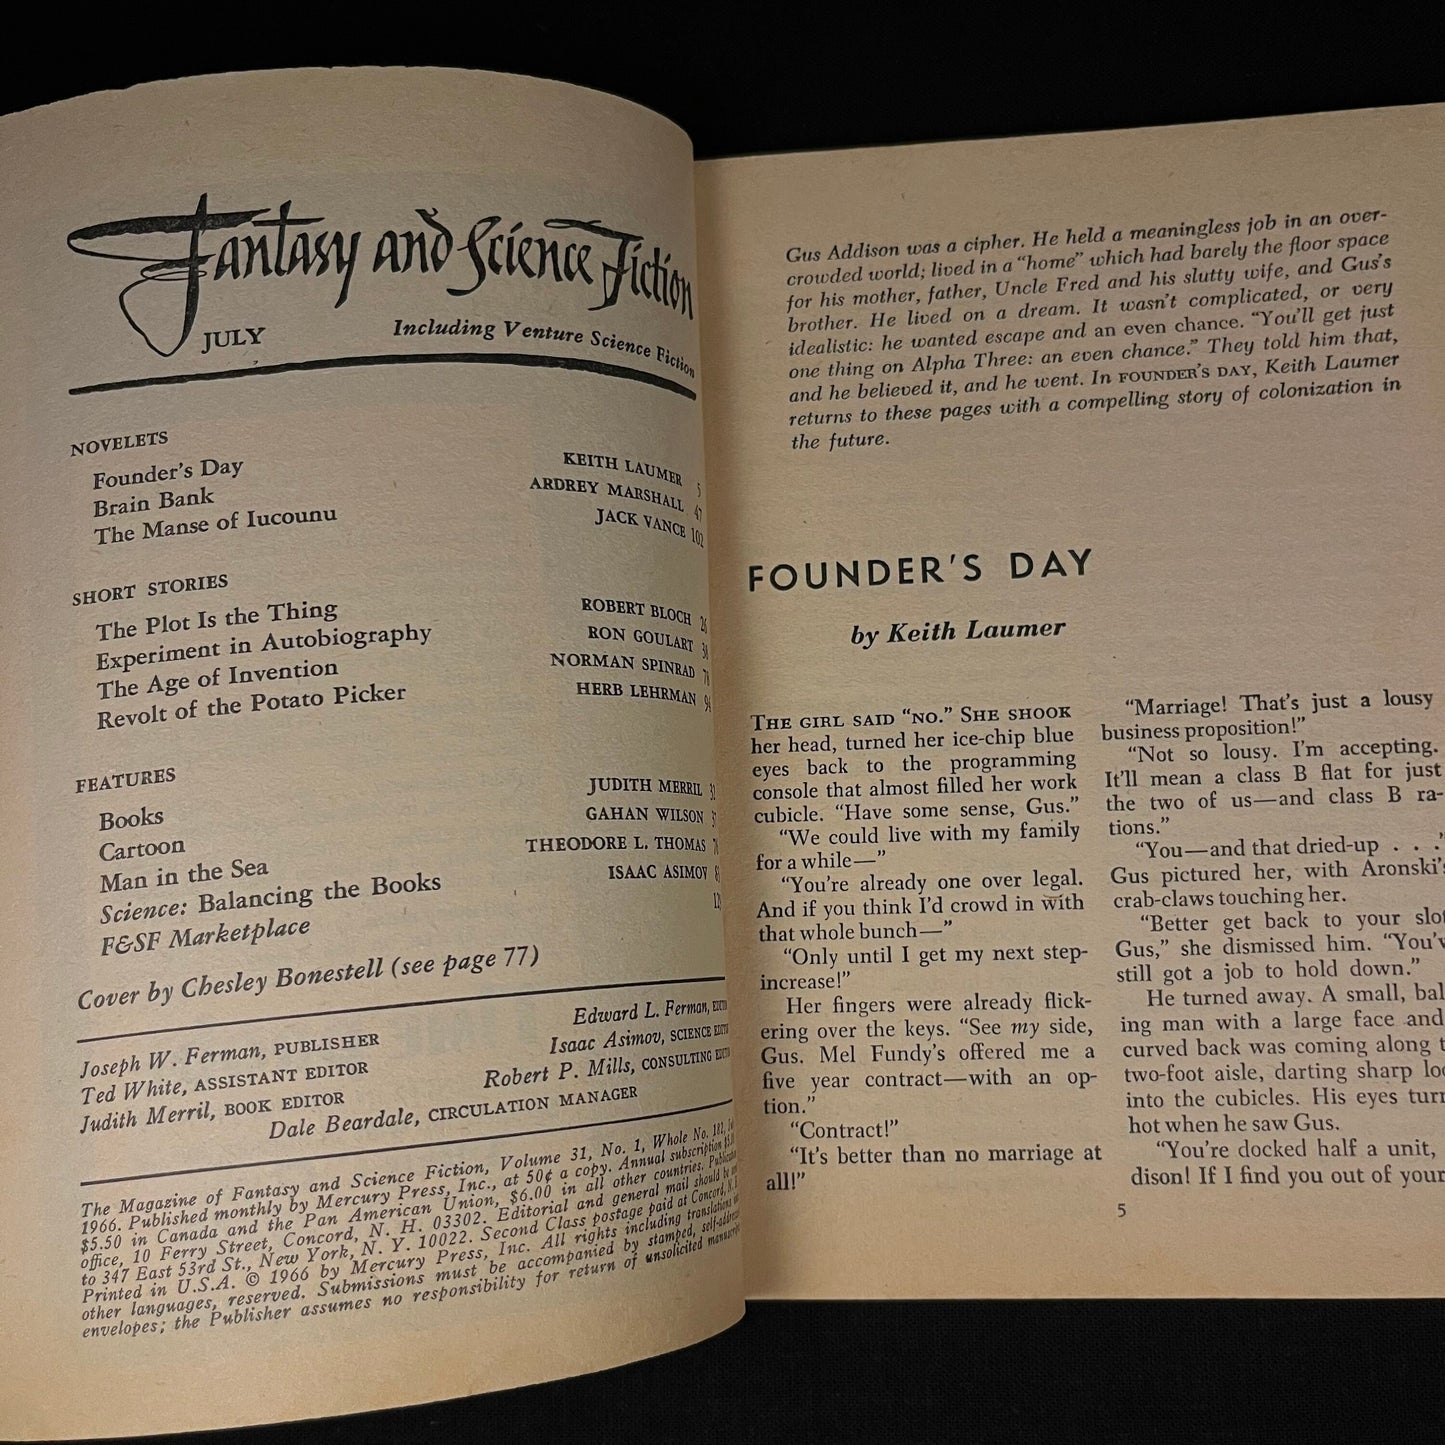 Fantasy and Science Fiction
JULY Including Venture Science Fiction
NOVELETS
Founder's Day KEITH LAUMER 5
Brain Bank ARDREY MARSHALL 47
The Manse of Iucounu JACK VANCE 102
SHORT STORIES
The Plot Is the Thing ROBERT BLOCH 26
Experiment in Autobiography RON GOULART 38
The Age of Invention NORMAN SPINRAD
Revolt of the Potato Picker HERB LEHRMAN
FEATURES
Books JUDITH MERRIL
Cartoon GAHAN WILSON
Man in the Sea THEODORE L. THOMAS
Science: Balancing the Books ISAAC ASIMOV
F&SF Marketplace
Cover by Chesley Bonestell (see page 77)
Joseph W. Ferman, PUBLISHER Edward L. Ferman,
Ted White, ASSISTANT EDITOR Isaac Asimov, SCIENCE
Judith Merril, BOOK EDITOR Robert P. Mills, CONSULTING
Dale Beardale, CIRCULATION MANAGER
The Magazine of Fantasy and Science Fiction, Volume 31, No. 1, Whole No. 182,
1966. Published monthly by Mercury Press, Inc., at 50¢ a copy. Annual subscription
$5.50 in Canada and the Pan American Union, $6.00 in all other countries.
office, 10 Ferry Street, Concord, N. H. 03302. Editorial and general mail should be
to 347 East 53rd St., New York, N. Y. 10022. Second Class postage paid at Concord, N.
Printed in U.S.A. © 1966 by Mercury Press, Inc. All rights including translations
other languages, reserved. Submissions must be accompanied by stamped,
envelopes; the Publisher assumes no responsibility for return of unsolicited
Gus Addison was a cipher. He held a meaningless job in an over-
crowded world; lived in a "home" which had barely the floor space
for his mother, father, Uncle Fred and his slutty wife, and Gus's
brother. He lived on a dream. It wasn't complicated, or very
idealistic: he wanted escape and an even chance. "You'll get just
one thing on Alpha Three: an even chance." They told him that,
and he believed it, and he went. In FOUNDER'S DAY, Keith Laumer
returns to these pages with a compelling story of colonization in
the future.
FOUNDER'S DAY
by Keith Laumer
THE GIRL SAID "NO." SHE SHOOK
her head, turned her ice-chip blue
eyes back to the programming
console that almost filled her work
cubicle. "Have some sense, Gus."
"We could live with my family
for a while—"
"You're already one over legal.
And if you think I'd crowd in with
that whole bunch—"
"Only until I get my next step-
increase!"
Her fingers were already flick-
ering over the keys. "See my side,
Gus. Mel Fundy's offered me a
five year contract—with an op-
tion."
"Contract!"
"It's better than no marriage at
all!"
"Marriage! That's just a lousy
business proposition!"
"Not so lousy. I'm accepting.
It'll mean a class B flat for just
the two of us—and class B ra-
tions."
"You—and that dried-up . . ."
Gus pictured her, with Aronski's
crab-claws touching her.
"Better get back to your slot
Gus," she dismissed him. "You'v
still got a job to hold down."
He turned away. A small, bal
ing man with a large face and
curved back was coming along t
two-foot aisle, darting sharp loo
into the cubicles. His eyes turn
hot when he saw Gus.
"You're docked half a unit,
dison! If I find you out of your
5